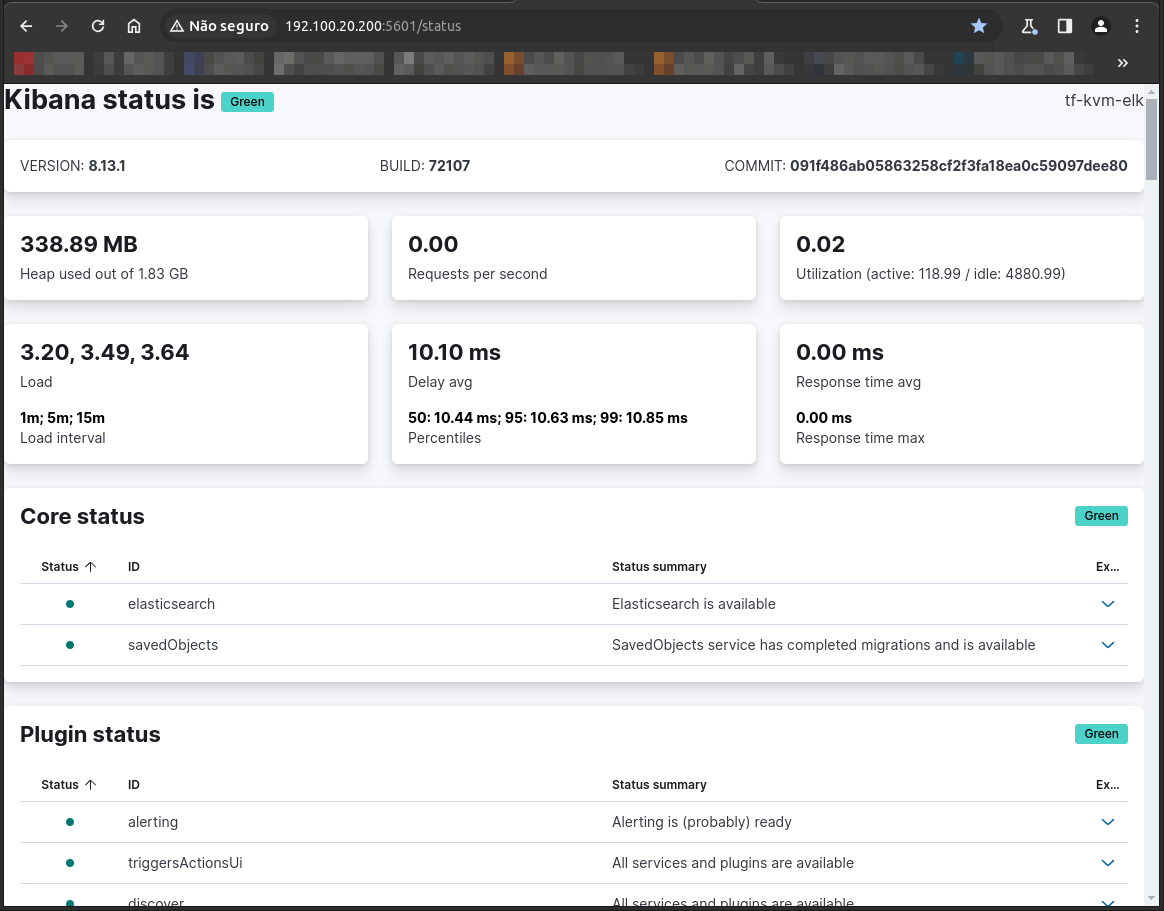 Não seguro 192.100.20.200:5601/status
»
Kibana status is Green tf-kvm-elk
VERSION: 8.13.1 BUILD: 72107 COMMIT: 091f486ab05863258cf2f3fa18ea0c59097dee80
338.89 MB 0.00 0.02
Heap used out of 1.83 GB Requests per second Utilization (active: 118.99 / idle: 4880.99)
3.20, 3.49, 3.64 10.10 ms 0.00 ms
Load Delay avg Response time avg
1m; 5m; 15m 50: 10.44 ms; 95: 10.63 ms; 99: 10.85 ms 0.00 ms
Load interval Percentiles Response time max
Core status Green
Status ID Status summary Ex...
elasticsearch Elasticsearch is available
savedObjects SavedObjects service has completed migrations and is available
Plugin status Green
Status ID Status summary Ex...
alerting Alerting is (probably) ready
triggersActionsUi All services and plugins are available
discover All services and plugins are available